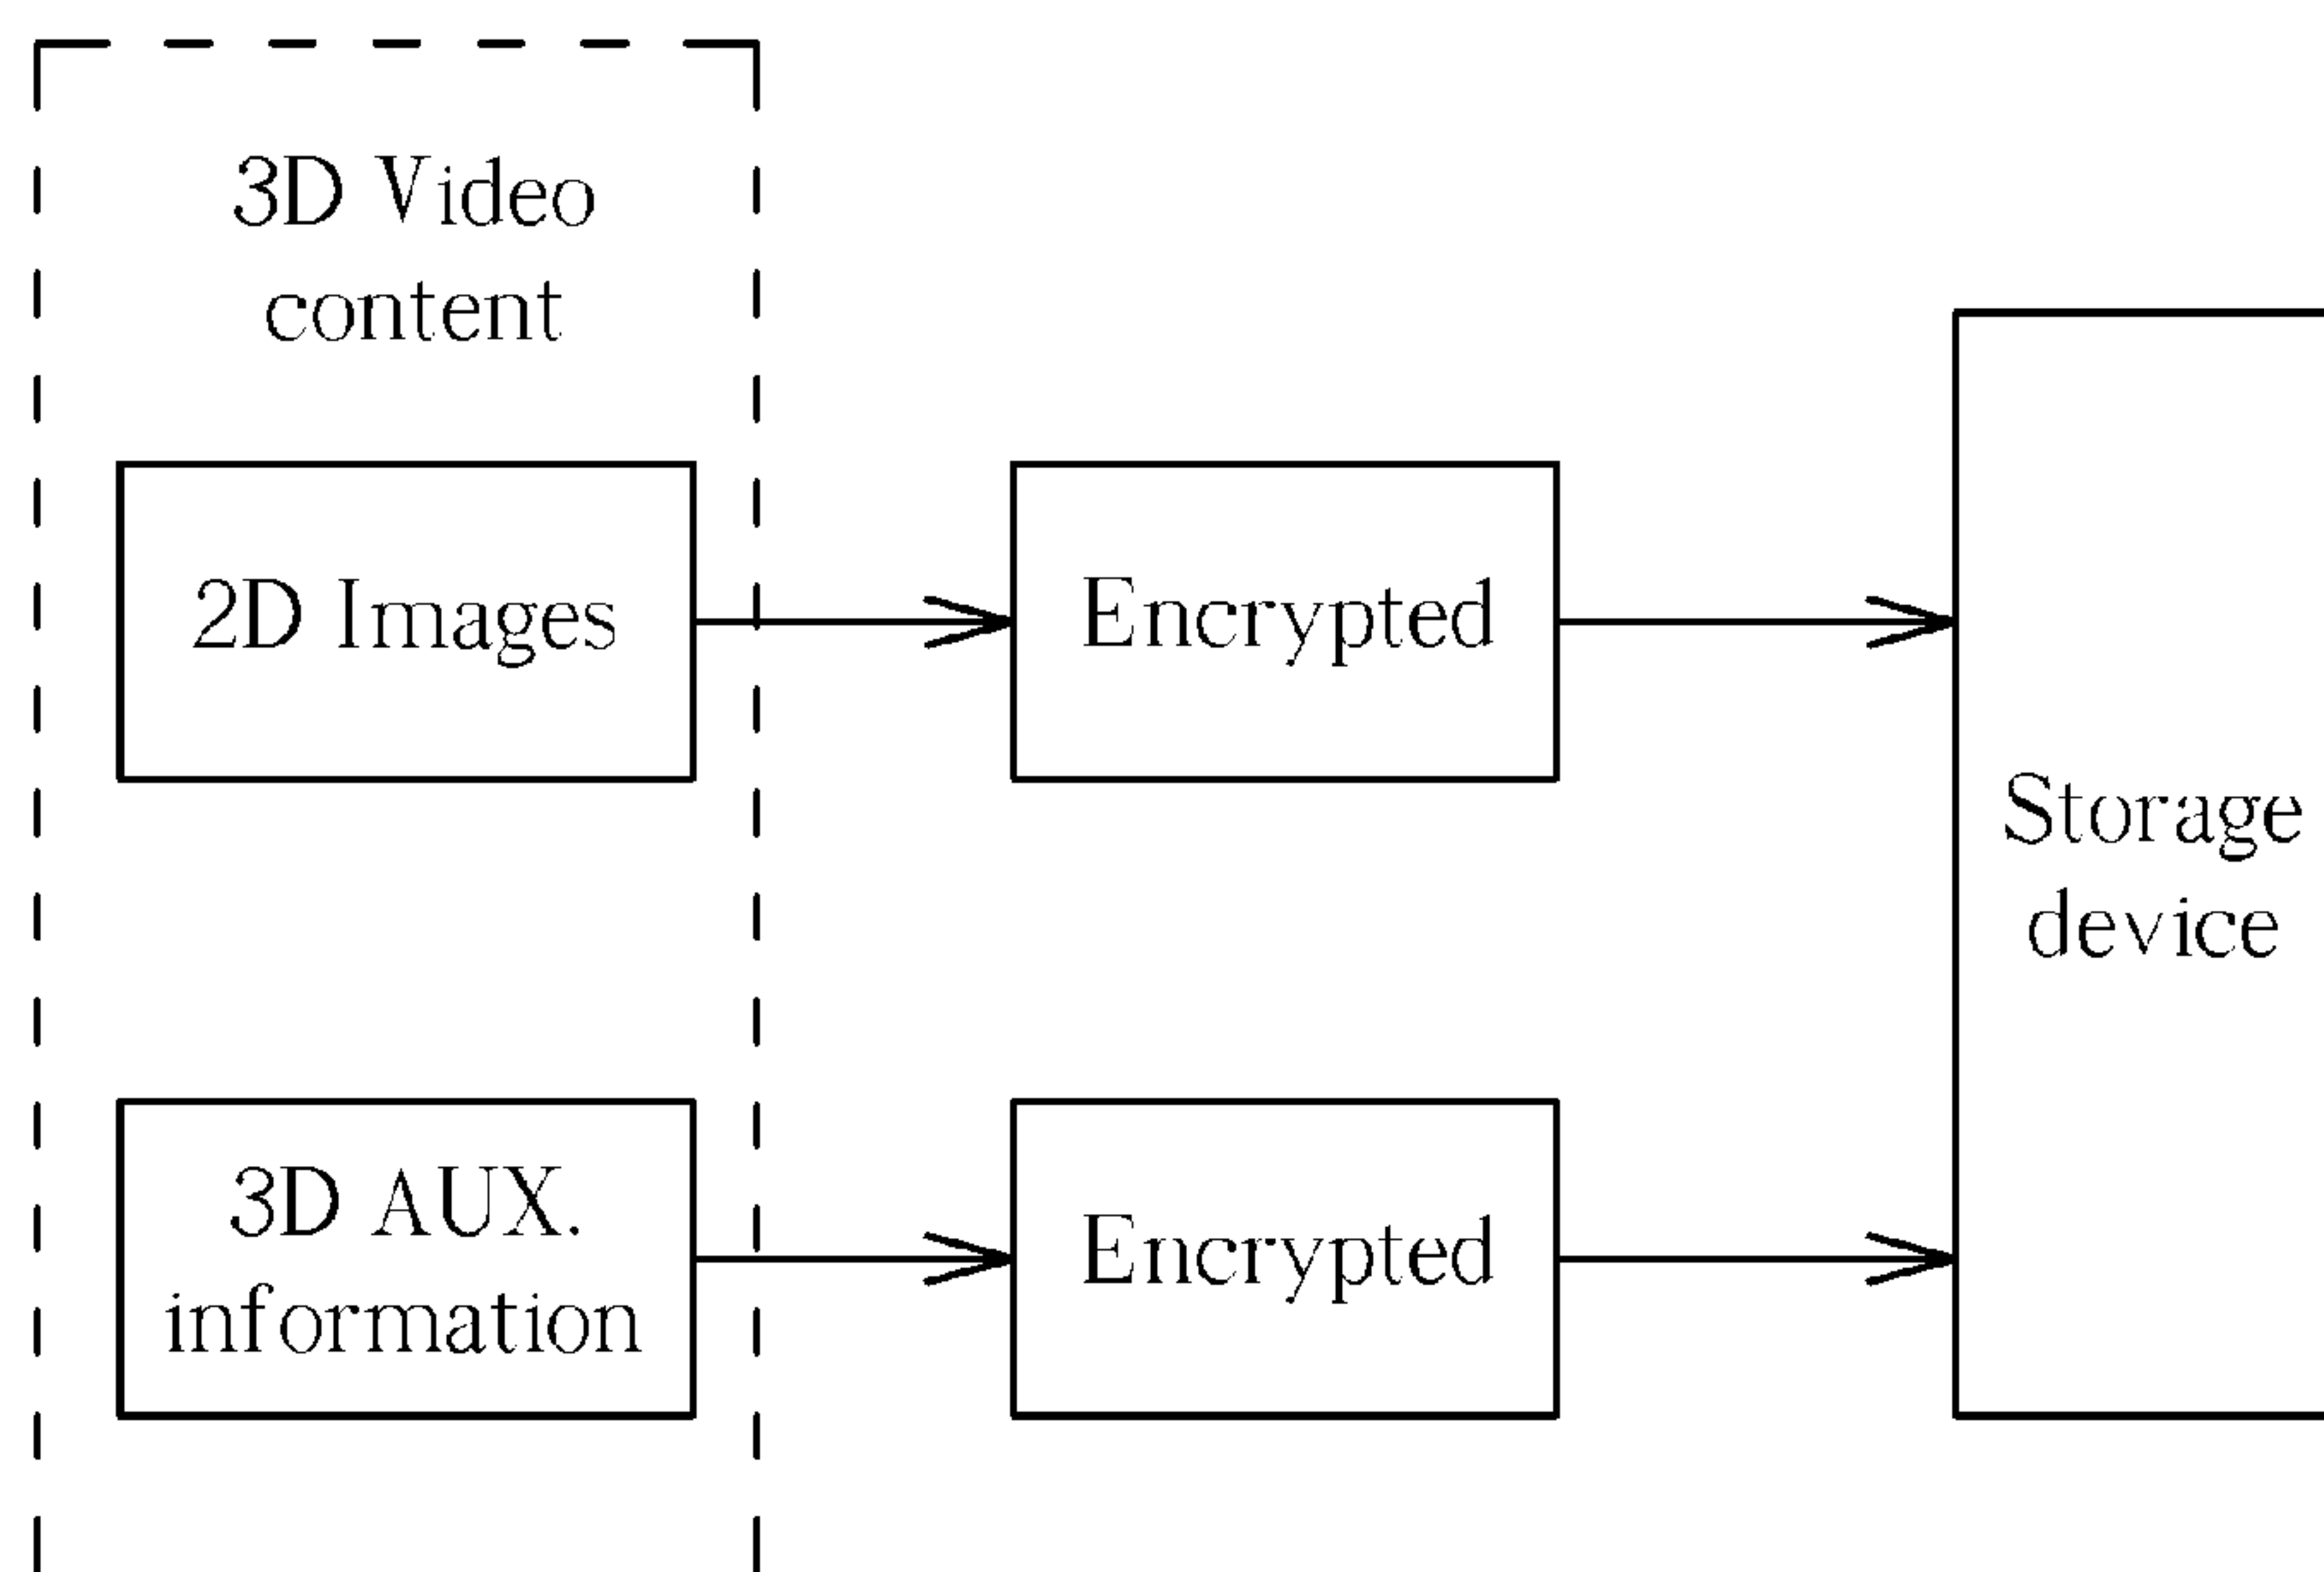 3D Video
content
2D Images
Encrypted
Storage
device
3D AUX.
information
Encrypted